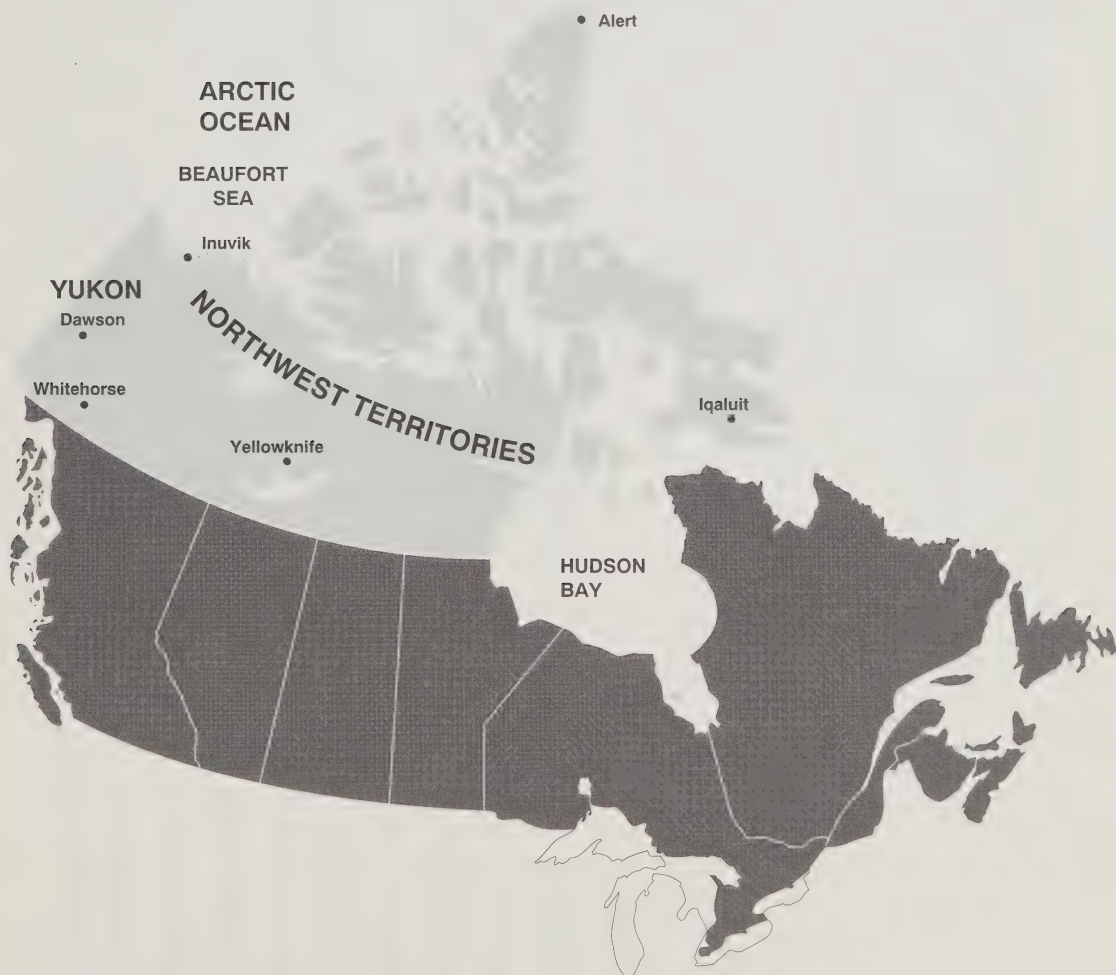 Alert
ARCTIC
OCEAN
BEAUFORT
SEA
Inuvik
YUKON
Dawson
NORTHWEST TERRITORIES
Whitehorse
Iqaluit
Yellowknife
HUDSON
BAY